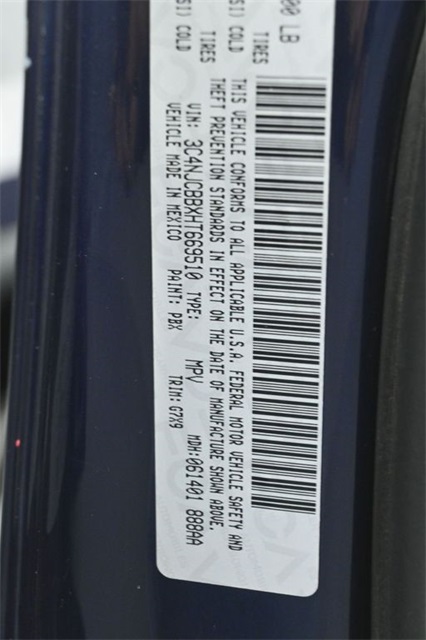 00 LB
TIRES
SI) COLD
TIRES
SI) COLD
THIS VEHICLE CONFORMS TO ALL APPLICABLE U.S.A. FEDERAL MOTOR VEHICLE SAFETY AND
THEFT PREVENTION STANDARDS IN EFFECT ON THE DATE OF MANUFACTURE SHOWN ABOVE.
VIN: 3C4NJCBBXHT669510 TYPE: MPV MDH:061401 888AA
VEHICLE MADE IN MEXICO PAINT: PBX TRIM: G7X9